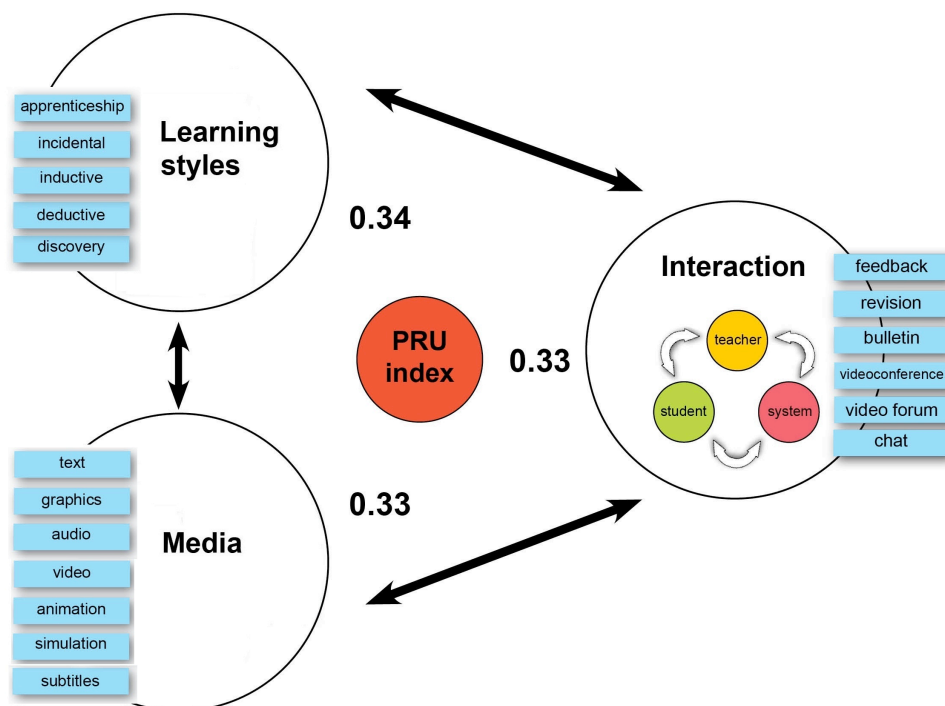 apprenticeship
incidental
inductive
deductive
discovery
Learning
styles
0.34
Interaction
feedback
revision
bulletin
videoconference
video forum
chat
teacher
student
system
PRU
index
0.33
text
graphics
audio
video
animation
simulation
subtitles
Media
0.33